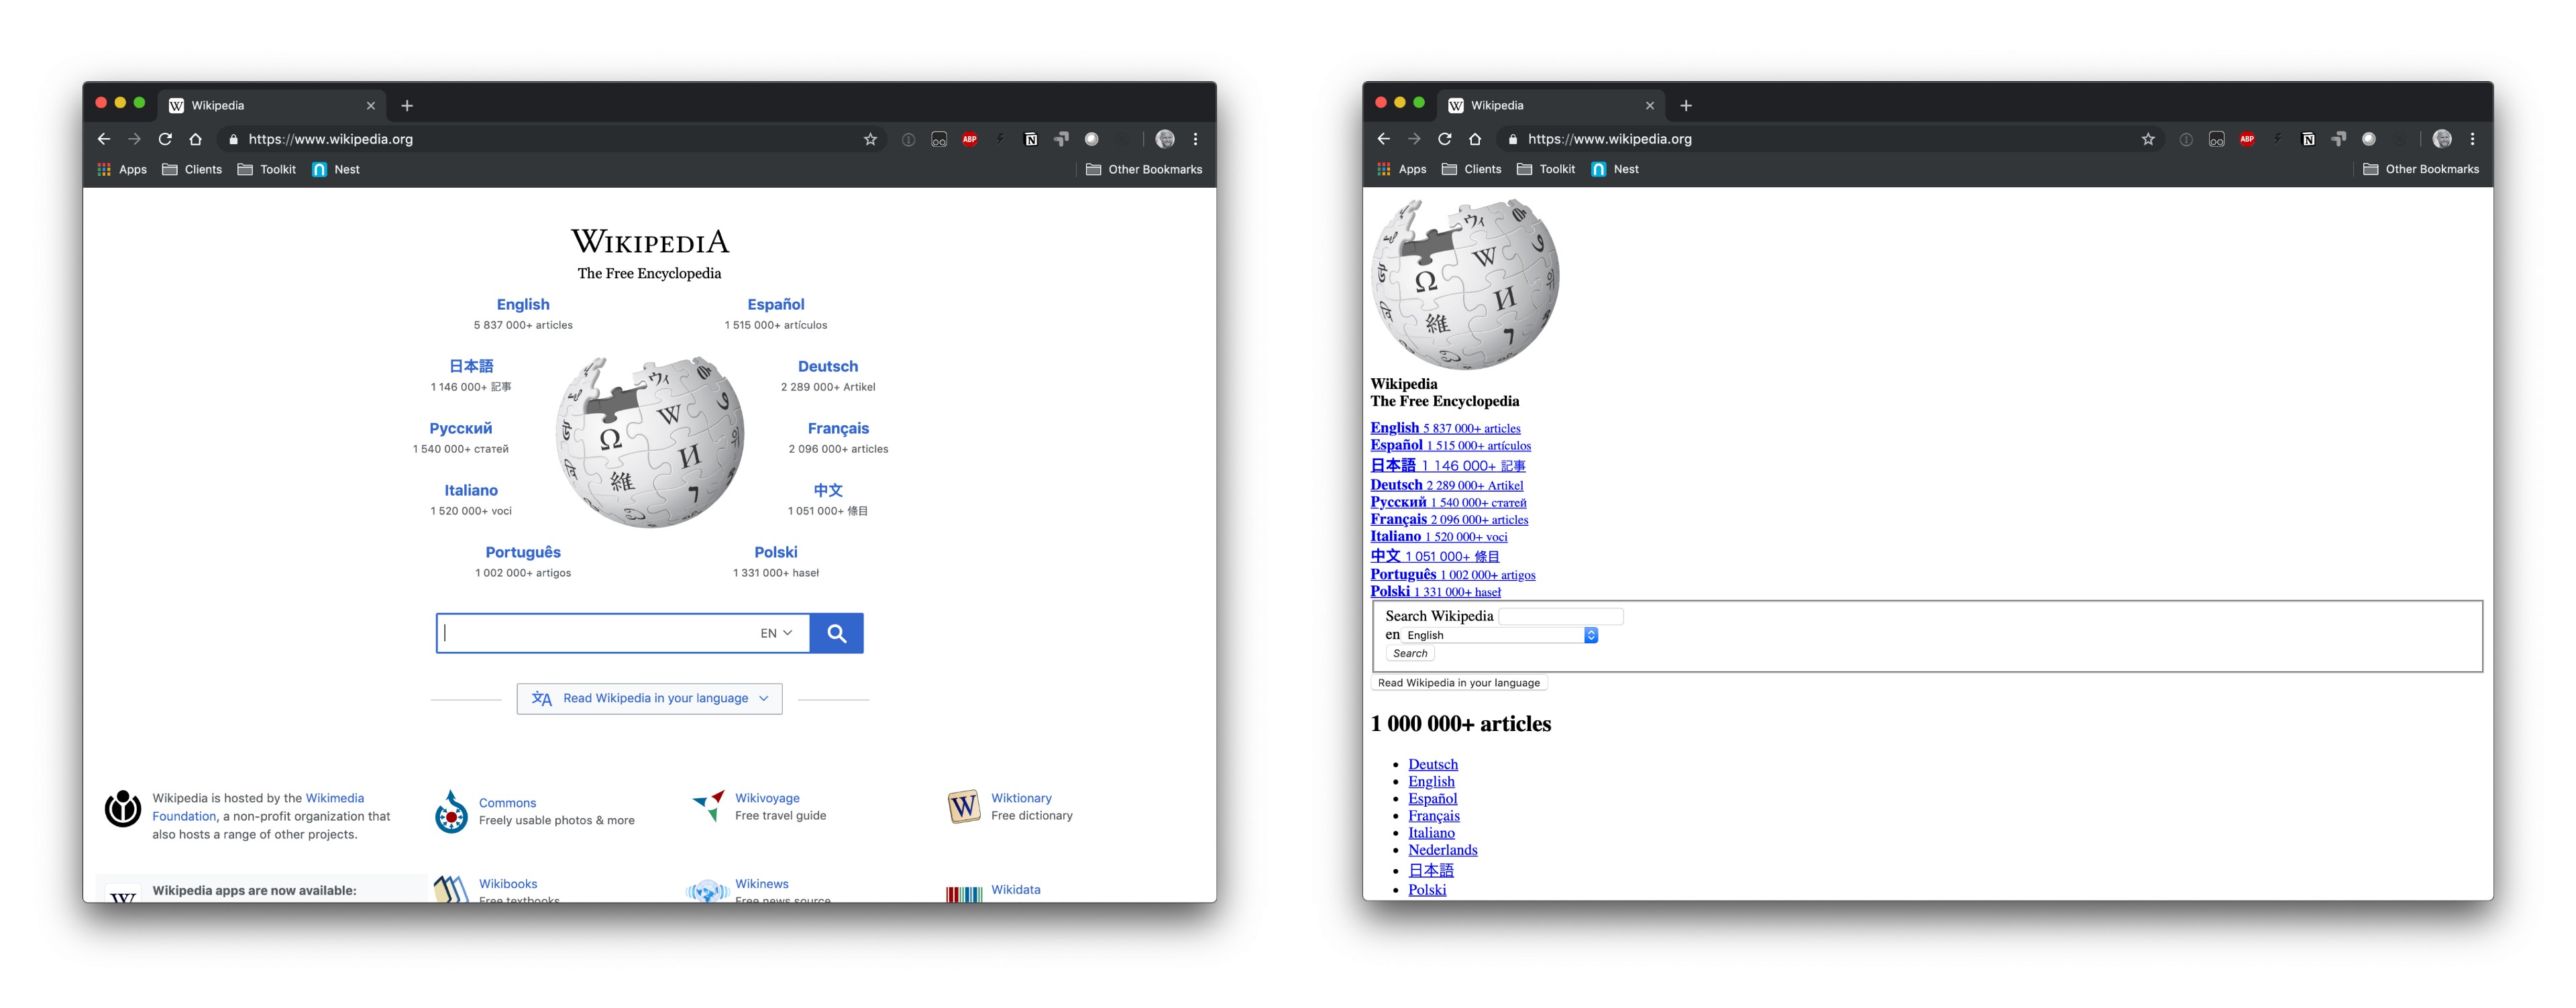 Wikipedia
https://www.wikipedia.org
ABP
Apps Clients Toolkit Nest Other Bookmarks
WIKIPEDIA
The Free Encyclopedia
English Español
5 837 000+ articles 1 515 000+ artículos
日本語 Deutsch
1 146 000+ 記事 2 289 000+ Artikel
Русский Français
1 540 000+ статей 2 096 000+ articles
Italiano 中文
1 520 000+ voci 1 051 000+ 條目
Português Polski
1 002 000+ artigos 1 331 000+ haseł
Ω W И 維 ウィ
EN
Read Wikipedia in your language
Wikipedia is hosted by the Wikimedia
Foundation, a non-profit organization that
also hosts a range of other projects.
Commons
Freely usable photos & more
Wikivoyage
Free travel guide
Wiktionary
Free dictionary
Wikipedia apps are now available:
Wikibooks
Free textbooks
Wikinews
Free news source
Wikidata
Wikipedia
https://www.wikipedia.org
ABP
Apps Clients Toolkit Nest Other Bookmarks
Ω W И 維 ウィ
Wikipedia
The Free Encyclopedia
English 5 837 000+ articles
Español 1 515 000+ artículos
日本語 1 146 000+ 記事
Deutsch 2 289 000+ Artikel
Русский 1 540 000+ статей
Français 2 096 000+ articles
Italiano 1 520 000+ voci
中文 1 051 000+ 條目
Português 1 002 000+ artigos
Polski 1 331 000+ haseł
Search Wikipedia
en English
Search
Read Wikipedia in your language
1 000 000+ articles
Deutsch
English
Español
Français
Italiano
Nederlands
日本語
Polski